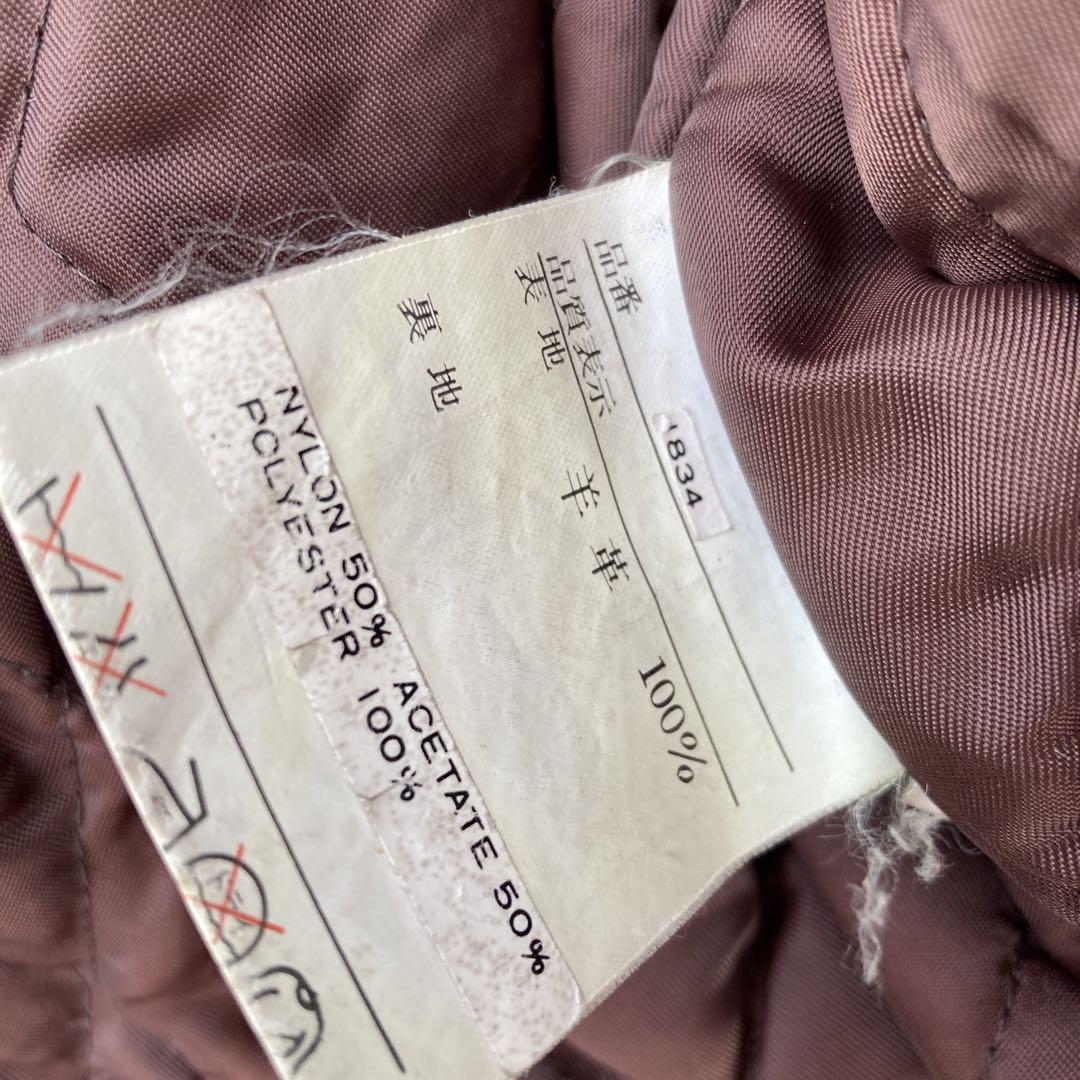 品番 1834
品質表示
表地 羊革 100%
裏地
NYLON 50% ACETATE 50%
POLYESTER 100%